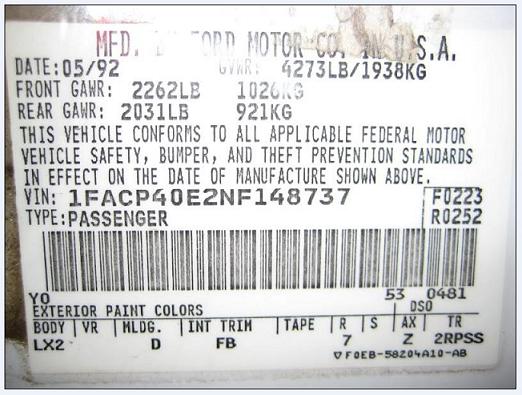 MFD. FORD MOTOR CO. IN U.S.A.
DATE:05/92 GVWR: 4273LB/1938KG
FRONT GAWR: 2262LB 1026KG
REAR GAWR: 2031LB 921KG
THIS VEHICLE CONFORMS TO ALL APPLICABLE FEDERAL MOTOR
VEHICLE SAFETY, BUMPER, AND THEFT PREVENTION STANDARDS
IN EFFECT ON THE DATE OF MANUFACTURE SHOWN ABOVE.
VIN: 1FACP40E2NF148737 F0223
TYPE:PASSENGER R0252
YO 53 0481
EXTERIOR PAINT COLORS DSO
BODY VR MLDG. INT TRIM TAPE R S AX TR
LX2 D FB 7 Z 2RPSS
F0EB-58204A10-AB